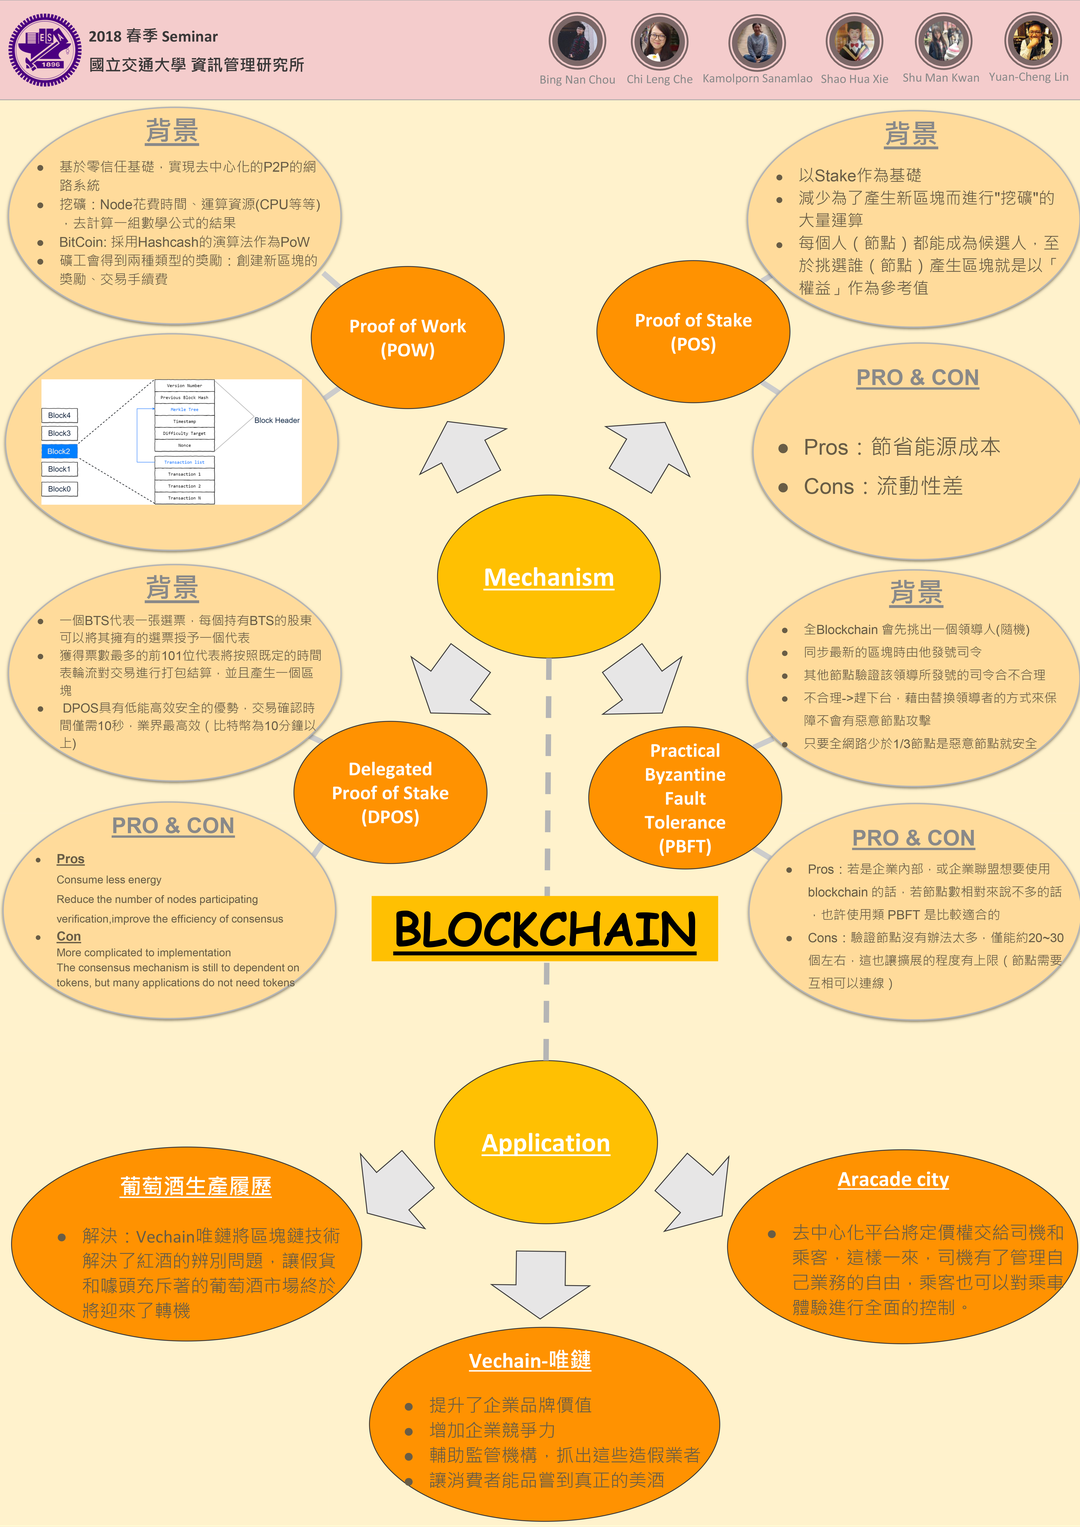 2018 春季 Seminar
國立交通大學 資訊管理研究所
ESA
1896
Bing Nan Chou
Chi Leng Che
Kamolporn Sanamlao
Shao Hua Xie
Shu Man Kwan
Yuan-Cheng Lin
背景
● 基於零信任基礎，實現去中心化的P2P的網
路系統
● 挖礦：Node花費時間、運算資源(CPU等等)
，去計算一組數學公式的結果
● BitCoin: 採用Hashcash的演算法作為PoW
● 礦工會得到兩種類型的獎勵：創建新區塊的
獎勵、交易手續費
Proof of Work
(POW)
Block4
Block3
Block2
Block1
Block0
Version Number
Previous Block Hash
Merkle Tree
Timestamp
Difficulty Target
Nonce
Block Header
Transaction list
Transaction 1
Transaction 2
Transaction N
背景
● 以Stake作為基礎
● 減少為了產生新區塊而進行"挖礦"的
大量運算
● 每個人（節點）都能成為候選人，至
於挑選誰（節點）產生區塊就是以「
權益」作為參考值
Proof of Stake
(POS)
PRO & CON
● Pros：節省能源成本
● Cons：流動性差
Mechanism
背景
● 一個BTS代表一張選票，每個持有BTS的股東
可以將其擁有的選票授予一個代表
● 獲得票數最多的前101位代表將按照既定的時間
表輪流對交易進行打包結算，並且產生一個區
塊
● DPOS具有低能高效安全的優勢，交易確認時
間僅需10秒，業界最高效（比特幣為10分鐘以
上)
Delegated
Proof of Stake
(DPOS)
PRO & CON
● Pros
Consume less energy
Reduce the number of nodes participating
verification,improve the efficiency of consensus
● Con
More complicated to implementation
The consensus mechanism is still to dependent on
tokens, but many applications do not need tokens
背景
● 全Blockchain 會先挑出一個領導人(隨機)
● 同步最新的區塊時由他發號司令
● 其他節點驗證該領導所發號的司令合不合理
● 不合理->趕下台，藉由替換領導者的方式來保
障不會有惡意節點攻擊
● 只要全網路少於1/3節點是惡意節點就安全
Practical
Byzantine
Fault
Tolerance
(PBFT)
PRO & CON
● Pros：若是企業內部，或企業聯盟想要使用
blockchain 的話，若節點數相對來說不多的話
，也許使用類 PBFT 是比較適合的
● Cons：驗證節點沒有辦法太多，僅能約20~30
個左右，這也讓擴展的程度有上限（節點需要
互相可以連線）
BLOCKCHAIN
Application
葡萄酒生產履歷
● 解決：Vechain唯鏈將區塊鏈技術
解決了紅酒的辨別問題，讓假貨
和噱頭充斥著的葡萄酒市場終於
將迎來了轉機
Vechain-唯鏈
● 提升了企業品牌價值
● 增加企業競爭力
● 輔助監管機構，抓出這些造假業者
● 讓消費者能品嘗到真正的美酒
Aracade city
● 去中心化平台將定價權交給司機和
乘客，這樣一來，司機有了管理自
己業務的自由，乘客也可以對乘車
體驗進行全面的控制。